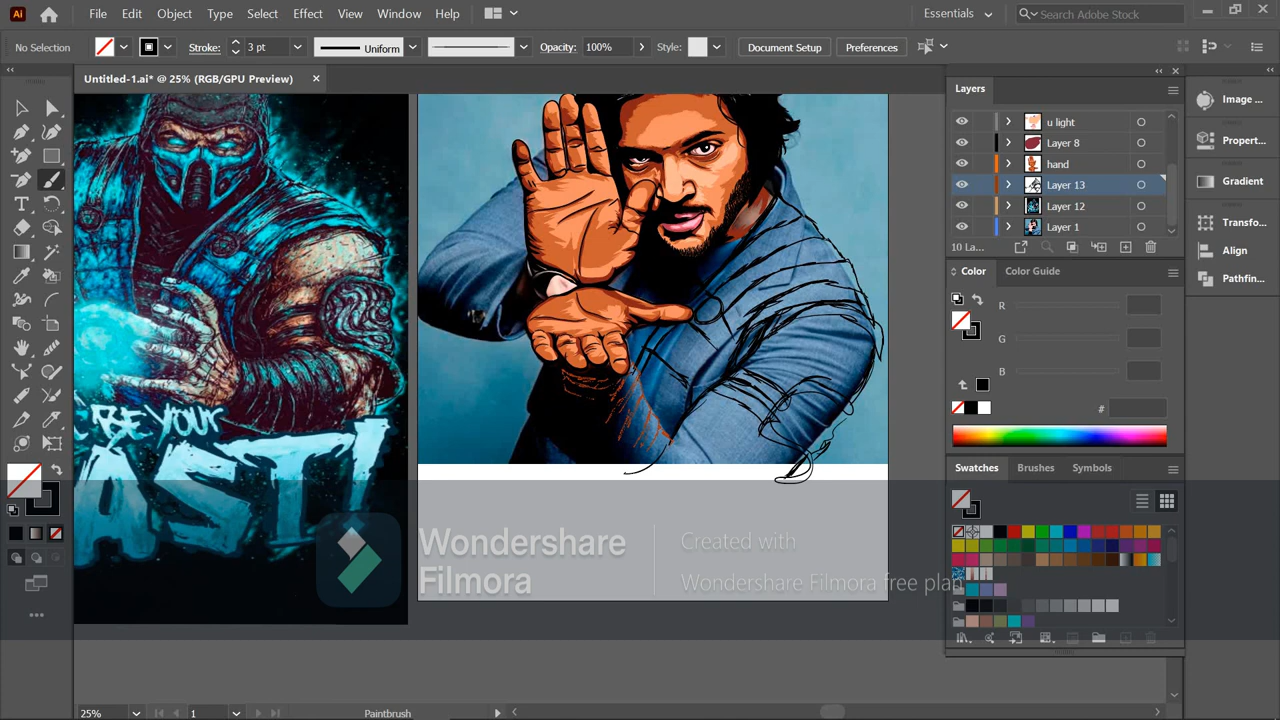 Ai File Edit Object Type Select Effect View Window Help Essentials Search Adobe Stock
No Selection Stroke: 3 pt Uniform Opacity: 100% Style: Document Setup Preferences
Untitled-1.ai* @ 25% (RGB/GPU Preview)
Layers
u light
Layer 8
hand
Layer 13
Layer 12
Layer 1
10 La...
Color Color Guide
R
G
B
#
Swatches Brushes Symbols
Image ...
Propert...
Gradient
Transfo...
Align
Pathfin...
BE YOUR
AST!
Wondershare
Filmora
Created with
Wondershare Filmora free plan
25% 1 Paintbrush